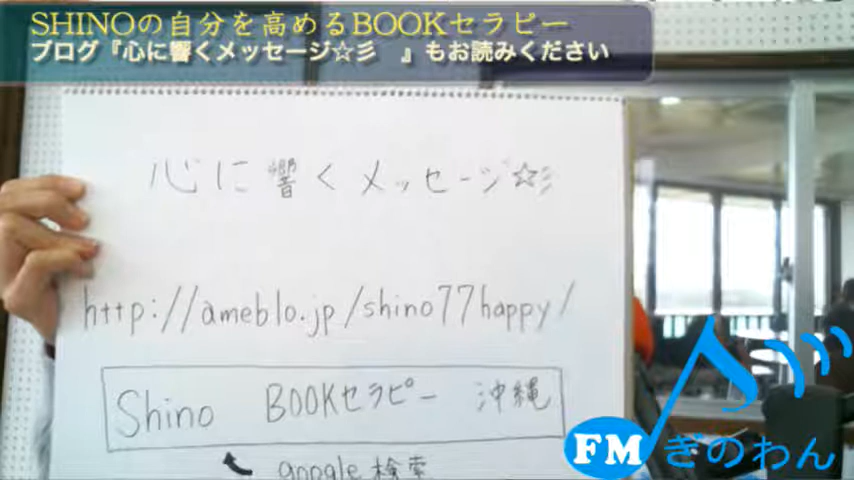 SHINOの自分を高めるBOOKセラピー
ブログ『心に響くメッセージ☆彡　』もお読みください
心に響くメッセージ☆彡
http://ameblo.jp/shino77happy/
Shino BOOKセラピー 沖縄
google 検索
FMぎのわん